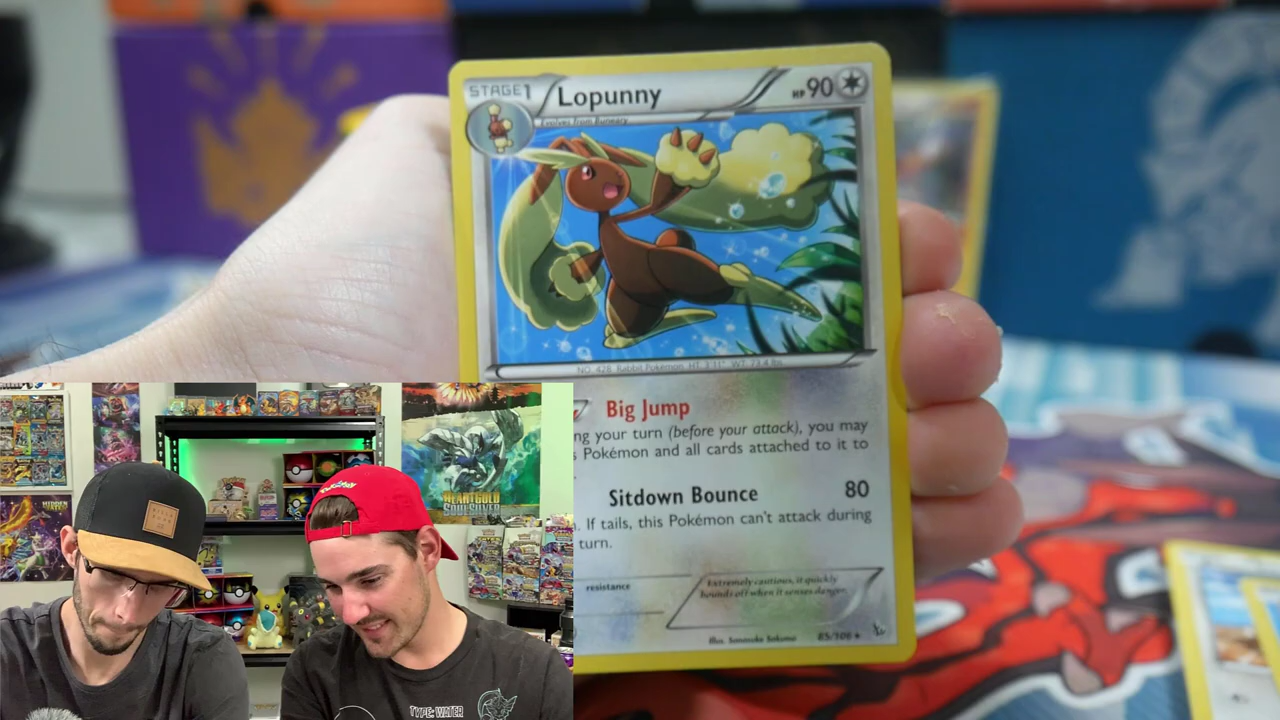 STAGE1
Lopunny
HP 90
Evolves from Buneary
NO. 428 Rabbit Pokémon HT: 3'11" WT: 73.4 lbs
Big Jump
ng your turn (before your attack), you may
s Pokémon and all cards attached to it to
Sitdown Bounce 80
. If tails, this Pokémon can't attack during
turn.
resistance
Extremely cautious, it quickly
bounds off when it senses danger.
Illus.
85/106
HEARTGOLD
SOULSILVER
HIDDEN
TYPE: WATER